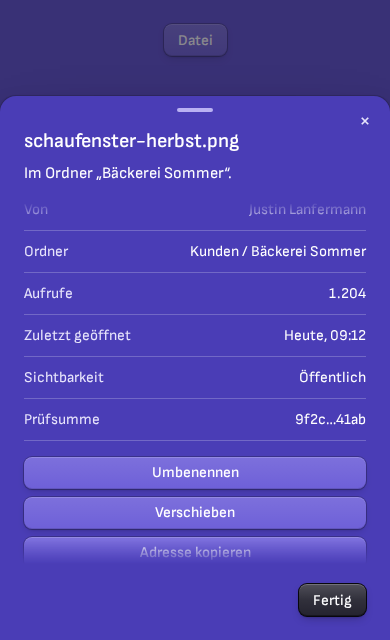 Datei
×
schaufenster-herbst.png
Im Ordner „Bäckerei Sommer“.
Von Justin Lanfermann
Ordner Kunden / Bäckerei Sommer
Aufrufe 1.204
Zuletzt geöffnet Heute, 09:12
Sichtbarkeit Öffentlich
Prüfsumme 9f2c…41ab
Umbenennen
Verschieben
Adresse kopieren
Fertig